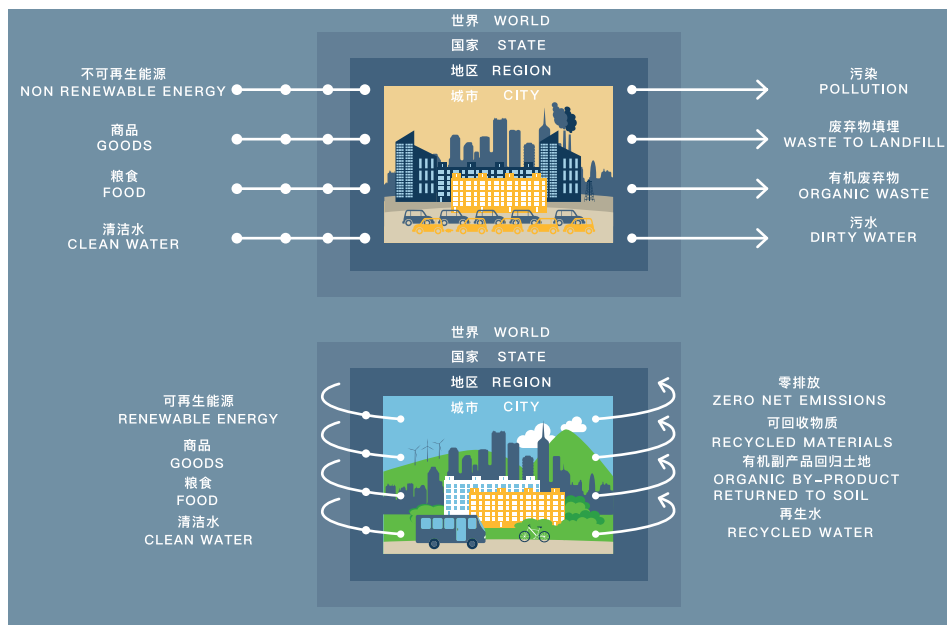 世界 WORLD
国家 STATE
地区 REGION
城市 CITY
不可再生能源
NON RENEWABLE ENERGY
商品
GOODS
粮食
FOOD
清洁水
CLEAN WATER
污染
POLLUTION
废弃物填埋
WASTE TO LANDFILL
有机废弃物
ORGANIC WASTE
污水
DIRTY WATER
世界 WORLD
国家 STATE
地区 REGION
城市 CITY
可再生能源
RENEWABLE ENERGY
商品
GOODS
粮食
FOOD
清洁水
CLEAN WATER
零排放
ZERO NET EMISSIONS
可回收物质
RECYCLED MATERIALS
有机副产品回归土地
ORGANIC BY-PRODUCT
RETURNED TO SOIL
再生水
RECYCLED WATER